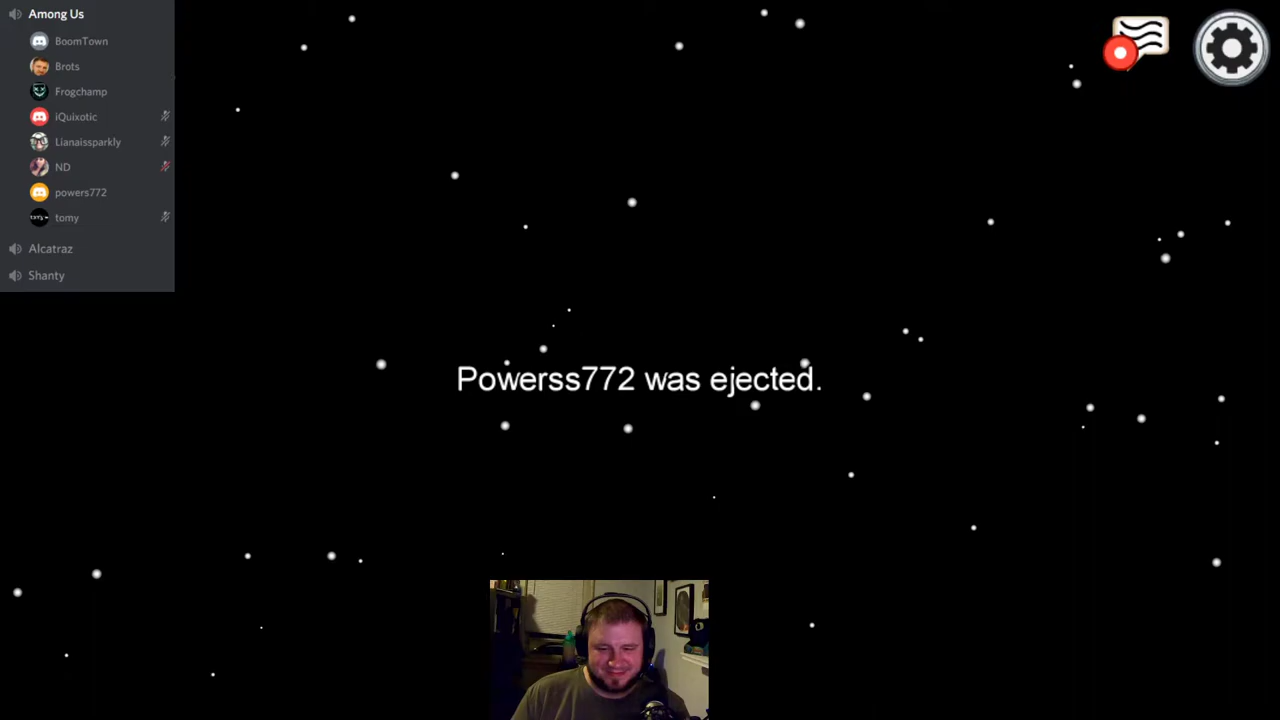 Among Us
BoomTown
Brots
Frogchamp
iQuixotic
Lianaissparkly
ND
powers772
tomy
Alcatraz
Shanty
Powerss772 was ejected.